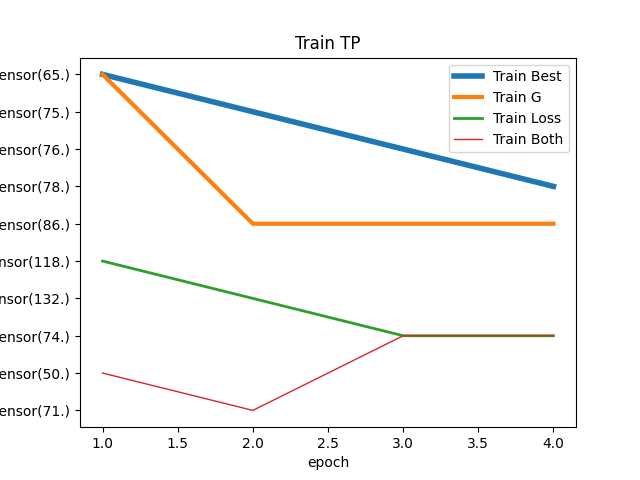 Train TP
ensor(65.)
ensor(75.)
ensor(76.)
ensor(78.)
ensor(86.)
nsor(118.)
nsor(132.)
ensor(74.)
ensor(50.)
ensor(71.)
Train Best
Train G
Train Loss
Train Both
1.0 1.5 2.0 2.5 3.0 3.5 4.0
epoch